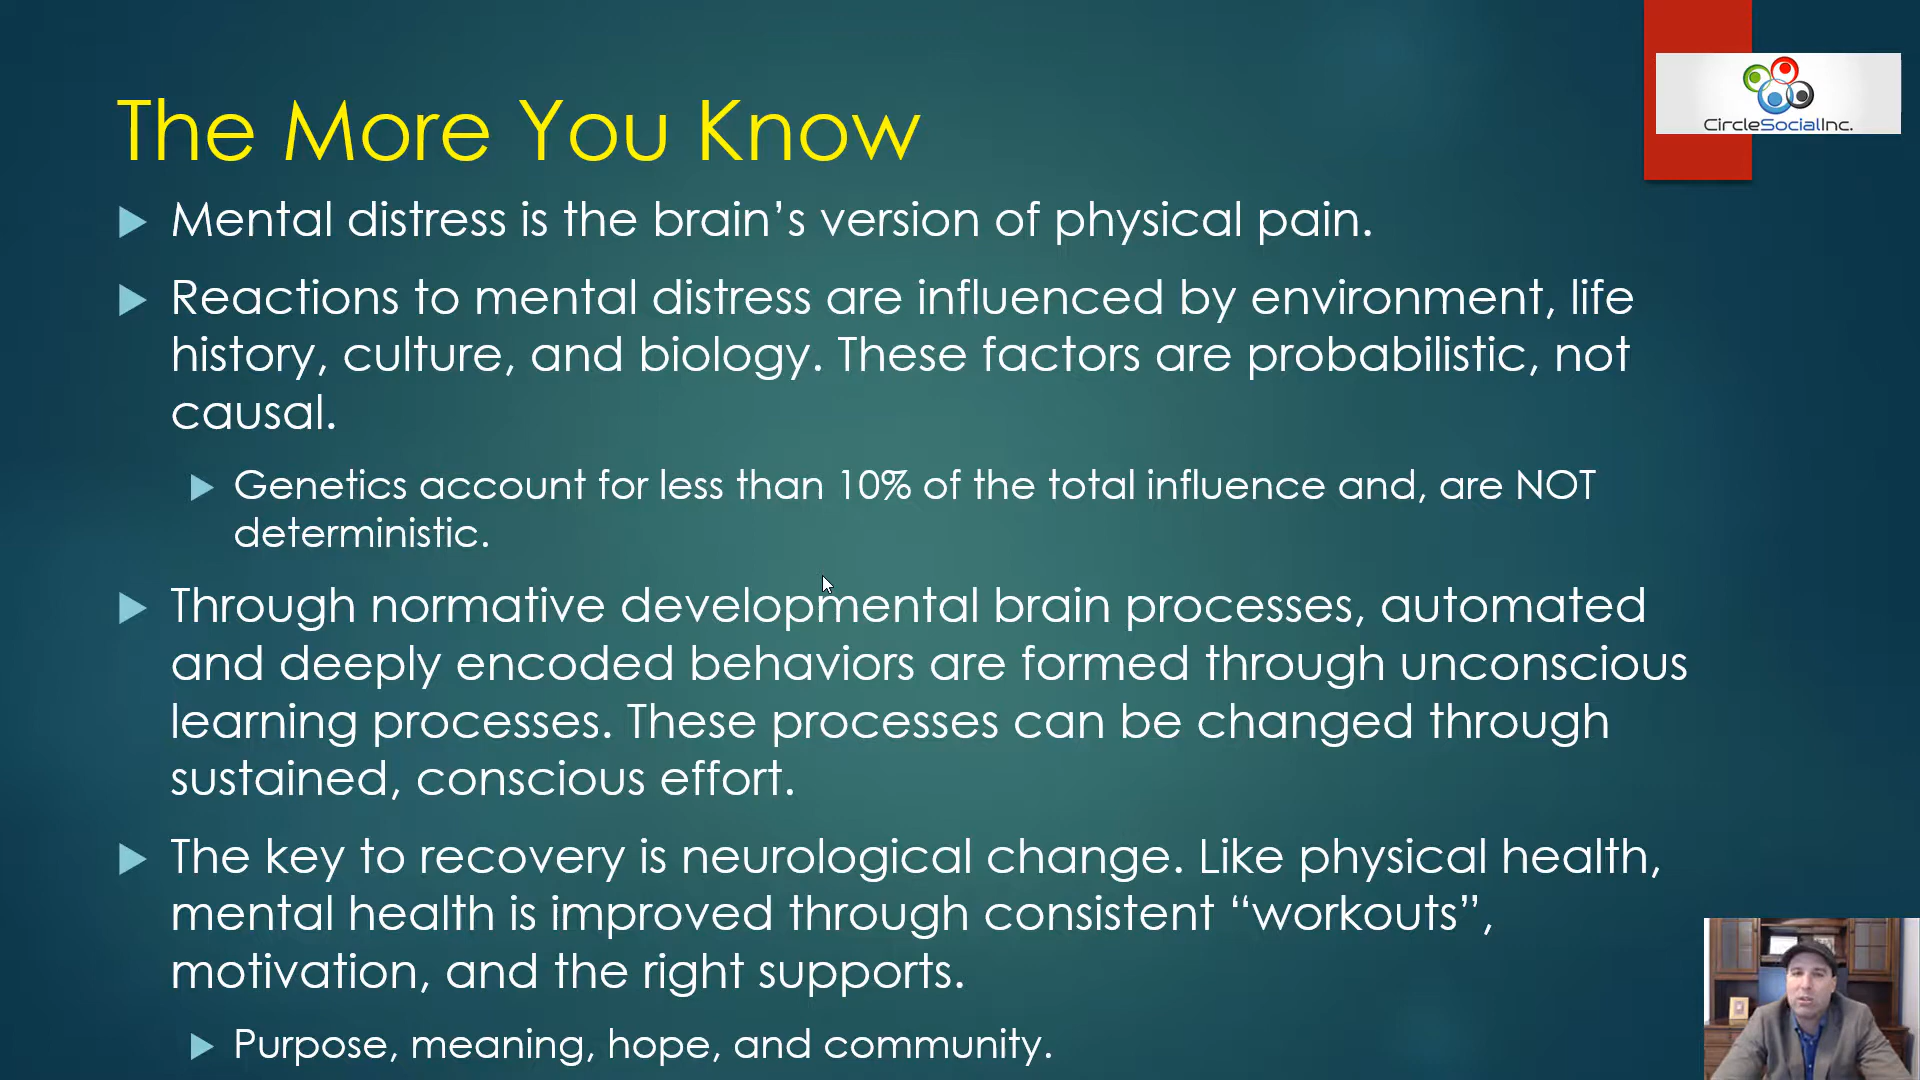 The More You Know
CircleSocialInc.
Mental distress is the brain’s version of physical pain.
Reactions to mental distress are influenced by environment, life
history, culture, and biology. These factors are probabilistic, not
causal.
Genetics account for less than 10% of the total influence and, are NOT
deterministic.
Through normative developmental brain processes, automated
and deeply encoded behaviors are formed through unconscious
learning processes. These processes can be changed through
sustained, conscious effort.
The key to recovery is neurological change. Like physical health,
mental health is improved through consistent “workouts”,
motivation, and the right supports.
Purpose, meaning, hope, and community.